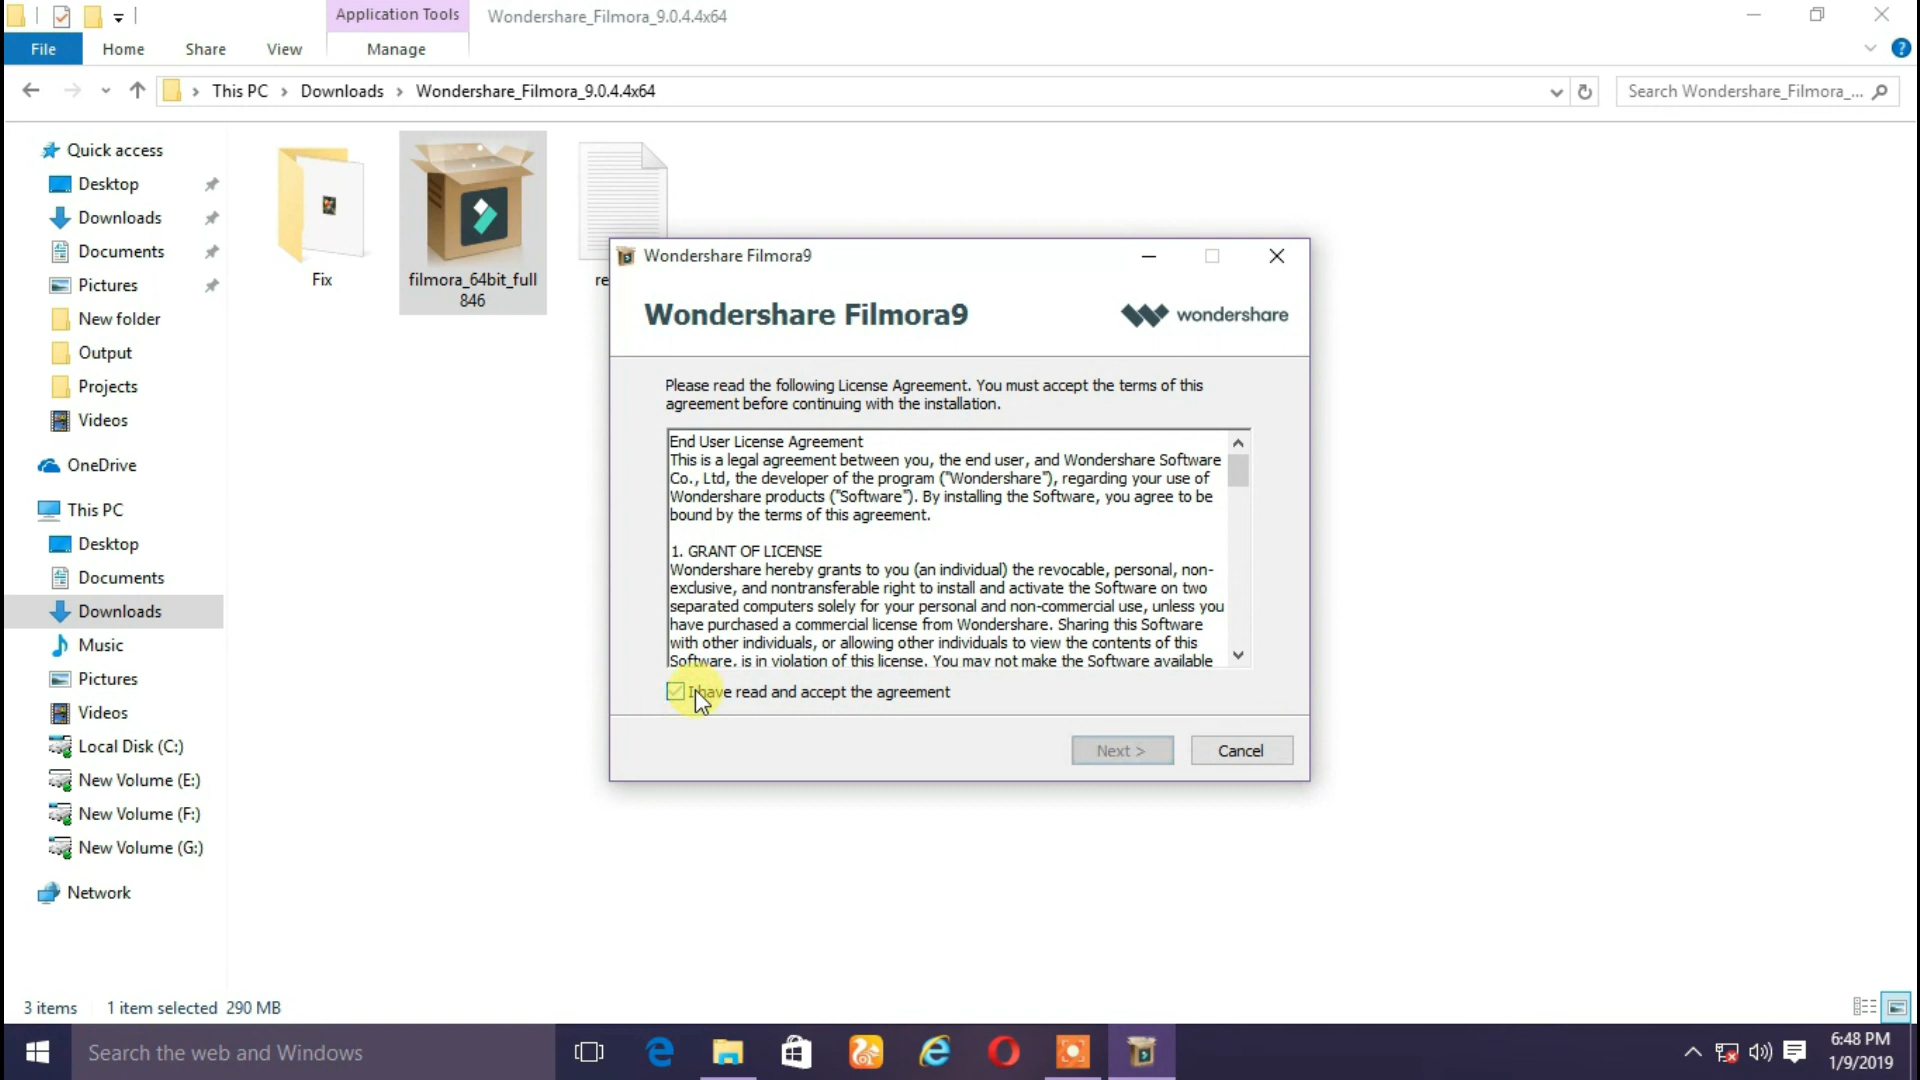 Application Tools
Wondershare_Filmora_9.0.4.4x64
File
Home
Share
View
Manage
This PC
Downloads
Wondershare_Filmora_9.0.4.4x64
Search Wondershare_Filmora_...
Quick access
Desktop
Downloads
Documents
Pictures
New folder
Output
Projects
Videos
OneDrive
This PC
Desktop
Documents
Downloads
Music
Pictures
Videos
Local Disk (C:)
New Volume (E:)
New Volume (F:)
New Volume (G:)
Network
Fix
filmora_64bit_full
846
re
Wondershare Filmora9
Wondershare Filmora9
wondershare
Please read the following License Agreement. You must accept the terms of this
agreement before continuing with the installation.
End User License Agreement
This is a legal agreement between you, the end user, and Wondershare Software
Co., Ltd, the developer of the program ("Wondershare"), regarding your use of
Wondershare products ("Software"). By installing the Software, you agree to be
bound by the terms of this agreement.
1. GRANT OF LICENSE
Wondershare hereby grants to you (an individual) the revocable, personal, non-
exclusive, and nontransferable right to install and activate the Software on two
separated computers solely for your personal and non-commercial use, unless you
have purchased a commercial license from Wondershare. Sharing this Software
with other individuals, or allowing other individuals to view the contents of this
Software, is in violation of this license. You may not make the Software available
I have read and accept the agreement
Next >
Cancel
3 items
1 item selected 290 MB
Search the web and Windows
6:48 PM
1/9/2019